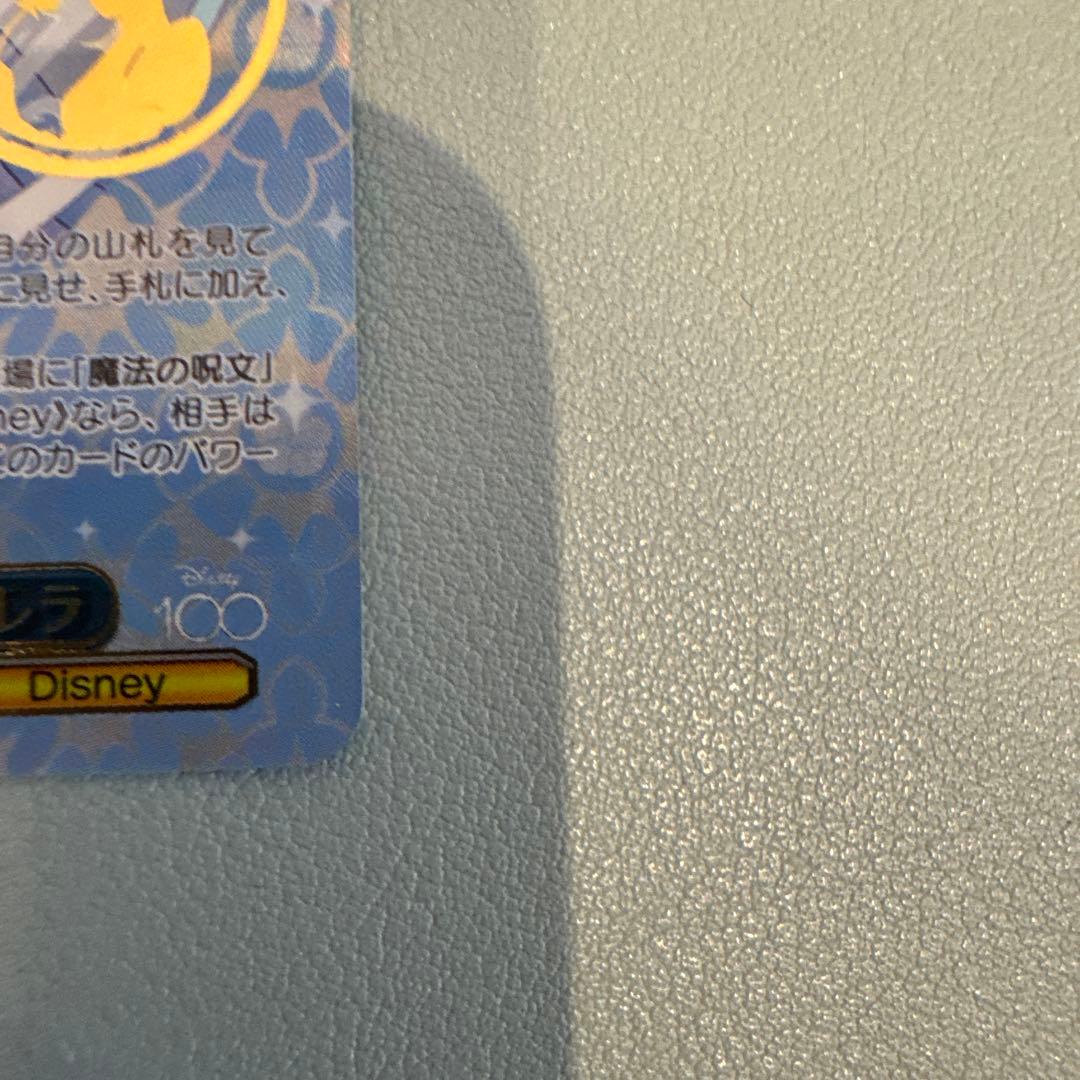 自分の山札を見て
に見せ、手札に加え、
場に「魔法の呪文」
ney》なら、相手は
このカードのパワー
レラ
Disney
100
Disney